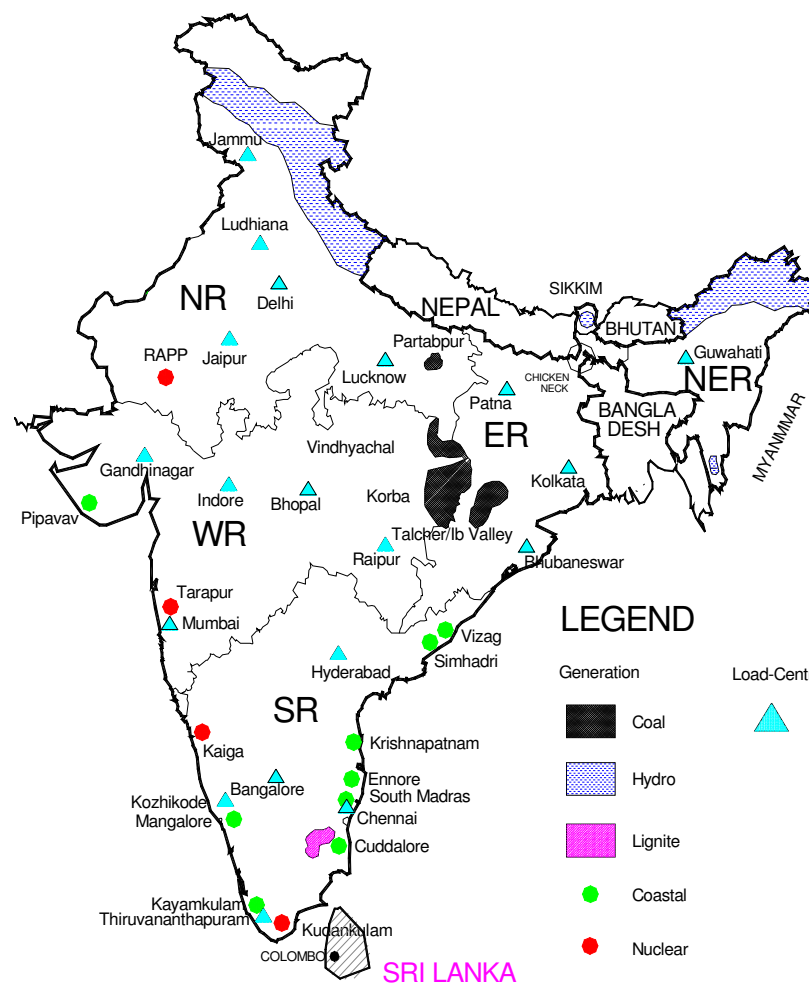 Jammu
Ludhiana
NR
Delhi
SIKKIM
NEPAL
BHUTAN
RAPP
Jaipur
Partabpur
Lucknow
CHICKEN
NECK
Guwahati
NER
Patna
BANGLA
DESH
MYANMMAR
ER
Vindhyachal
Gandhinagar
Kolkata
Indore
Bhopal
Korba
Pipavav
WR
Talcher/Ib Valley
Raipur
Bhubaneswar
Tarapur
Mumbai
LEGEND
Vizag
Simhadri
Hyderabad
Generation
Load-Cent
SR
Coal
Kaiga
Krishnapatnam
Hydro
Bangalore
Ennore
Kozhikode
South Madras
Mangalore
Chennai
Cuddalore
Lignite
Kayamkulam
Coastal
Thiruvananthapuram
Kudankulam
Nuclear
COLOMBO
SRI LANKA